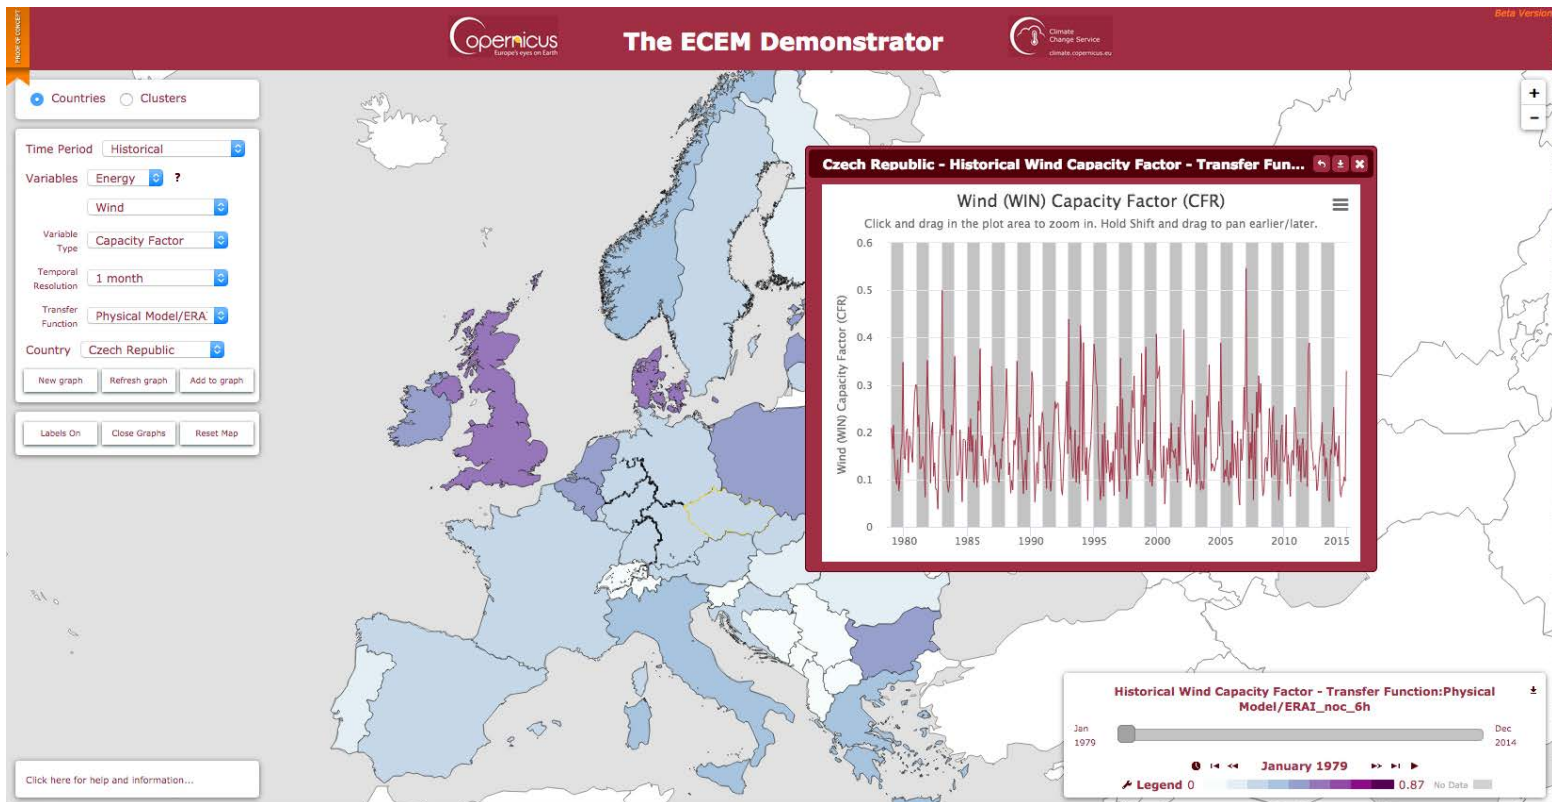 PROOF OF CONCEPT
Copernicus
Europe's eyes on Earth
The ECEM Demonstrator
Climate
Change Service
climate.copernicus.eu
Beta Version
Countries
Clusters
Time Period
Historical
Variables
Energy
?
Wind
Variable
Type
Capacity Factor
Temporal
Resolution
1 month
Transfer
Function
Physical Model/ERA
Country
Czech Republic
New graph
Refresh graph
Add to graph
Labels On
Close Graphs
Reset Map
+
−
Czech Republic - Historical Wind Capacity Factor - Transfer Fun...
Wind (WIN) Capacity Factor (CFR)
Click and drag in the plot area to zoom in. Hold Shift and drag to pan earlier/later.
Wind (WIN) Capacity Factor (CFR)
0.6
0.5
0.4
0.3
0.2
0.1
0
1980
1985
1990
1995
2000
2005
2010
2015
Historical Wind Capacity Factor - Transfer Function:Physical
Model/ERAI_noc_6h
Jan
1979
Dec
2014
January 1979
Legend 0
0.87
No Data
Click here for help and information...